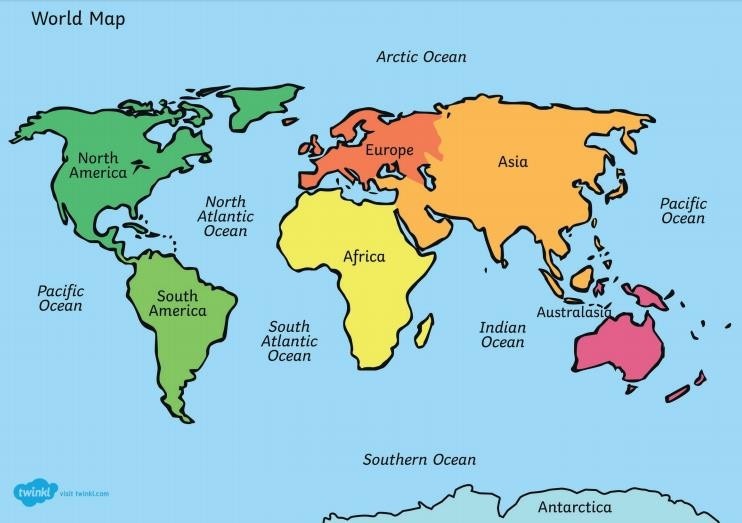 World Map
Arctic Ocean
North
America
Europe
Asia
North
Atlantic
Ocean
Pacific
Ocean
Africa
Pacific
Ocean
South
America
South
Atlantic
Ocean
Indian
Ocean
Australasia
Southern Ocean
twinkl visit twinkl.com
Antarctica